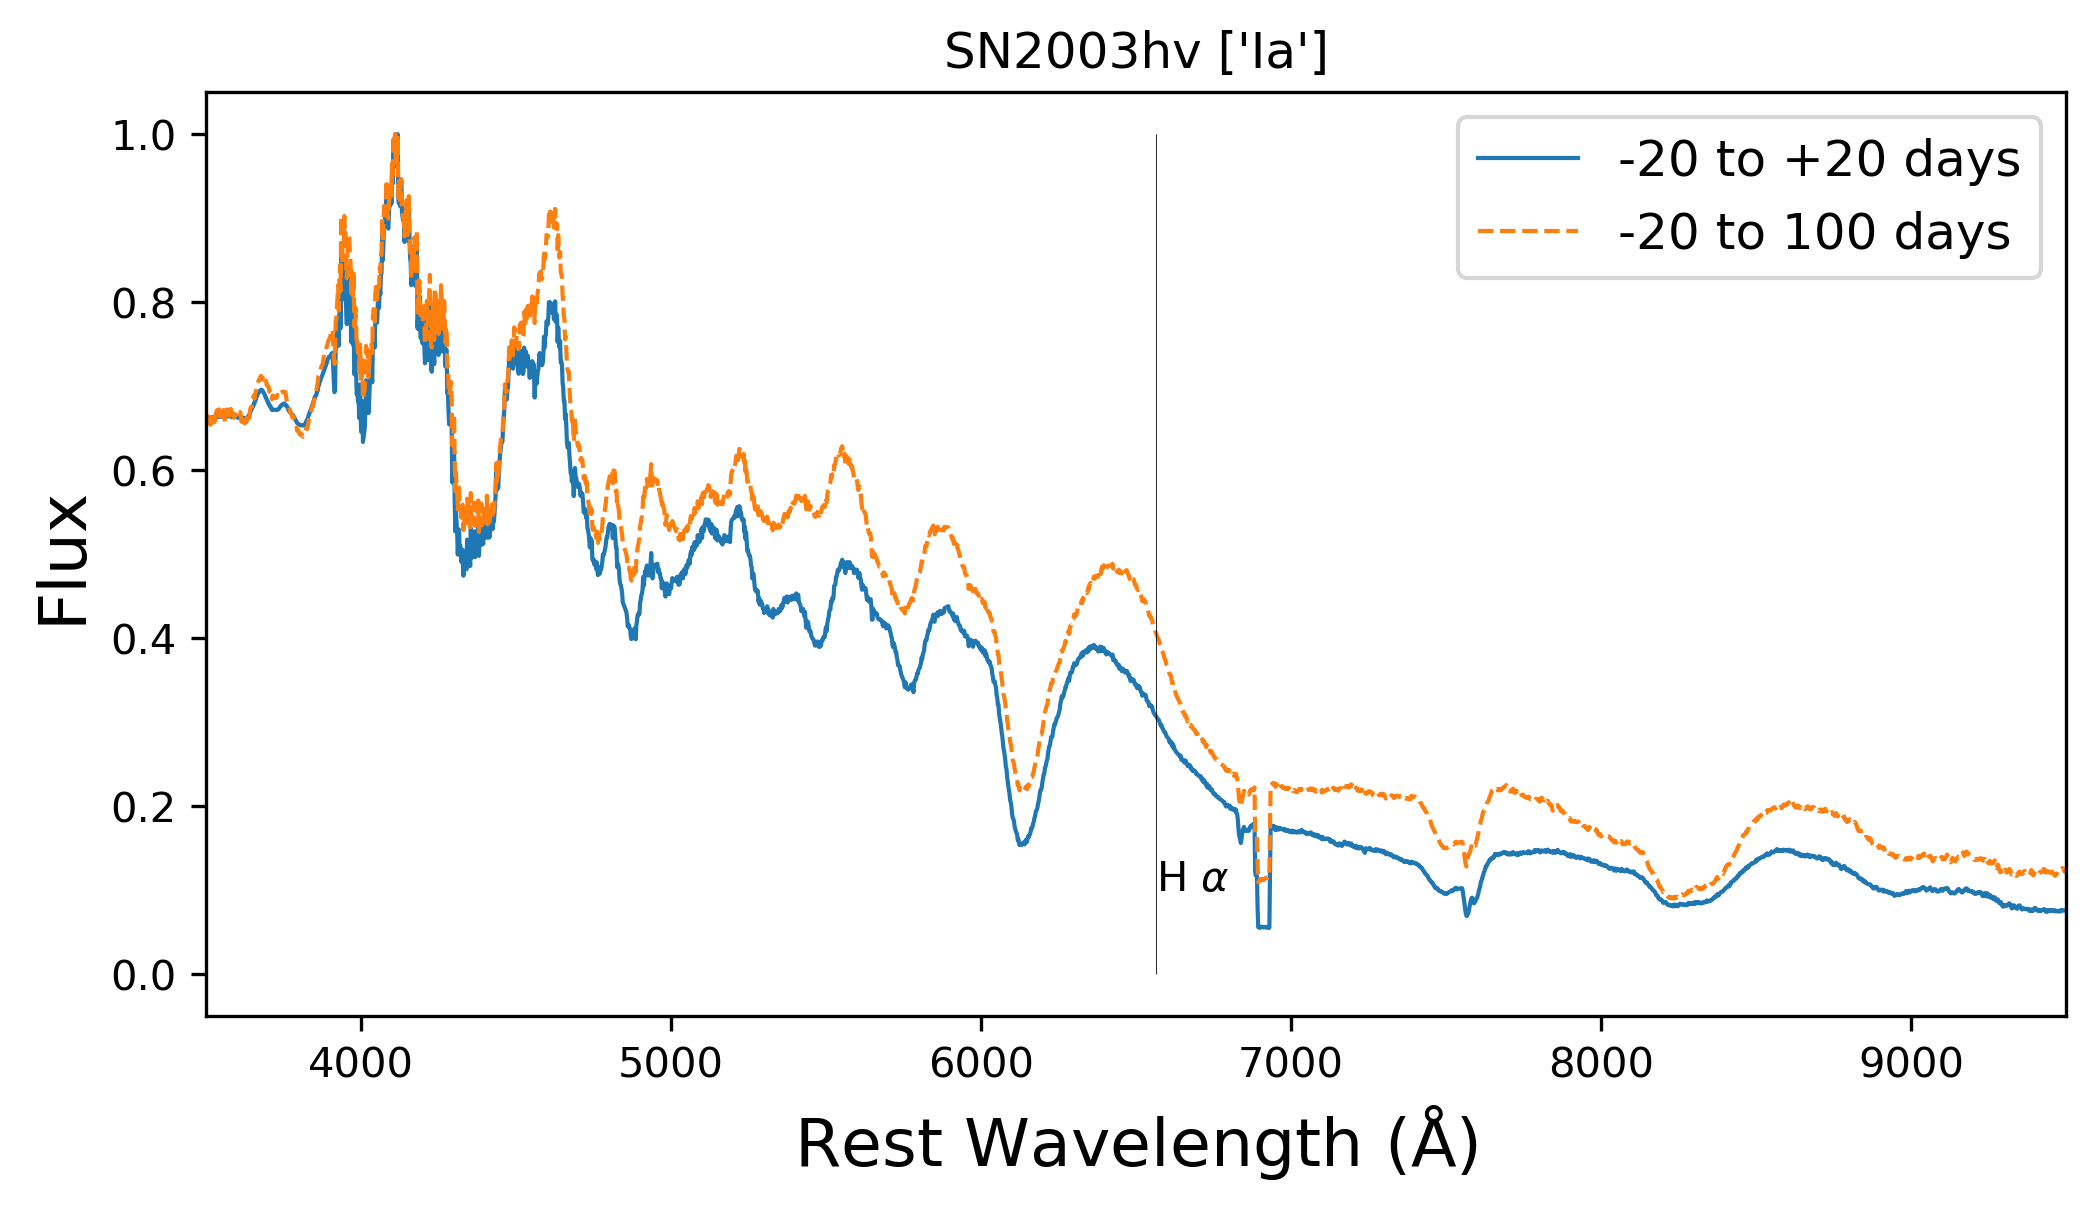 SN2003hv ['Ia']
-20 to +20 days
-20 to 100 days
1.0
0.8
0.6
0.4
0.2
0.0
Flux
H α
4000 5000 6000 7000 8000 9000
Rest Wavelength (Å)